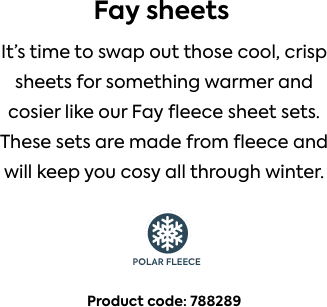 Fay sheets
It’s time to swap out those cool, crisp
sheets for something warmer and
cosier like our Fay fleece sheet sets.
These sets are made from fleece and
will keep you cosy all through winter.
POLAR FLEECE
Product code: 788289